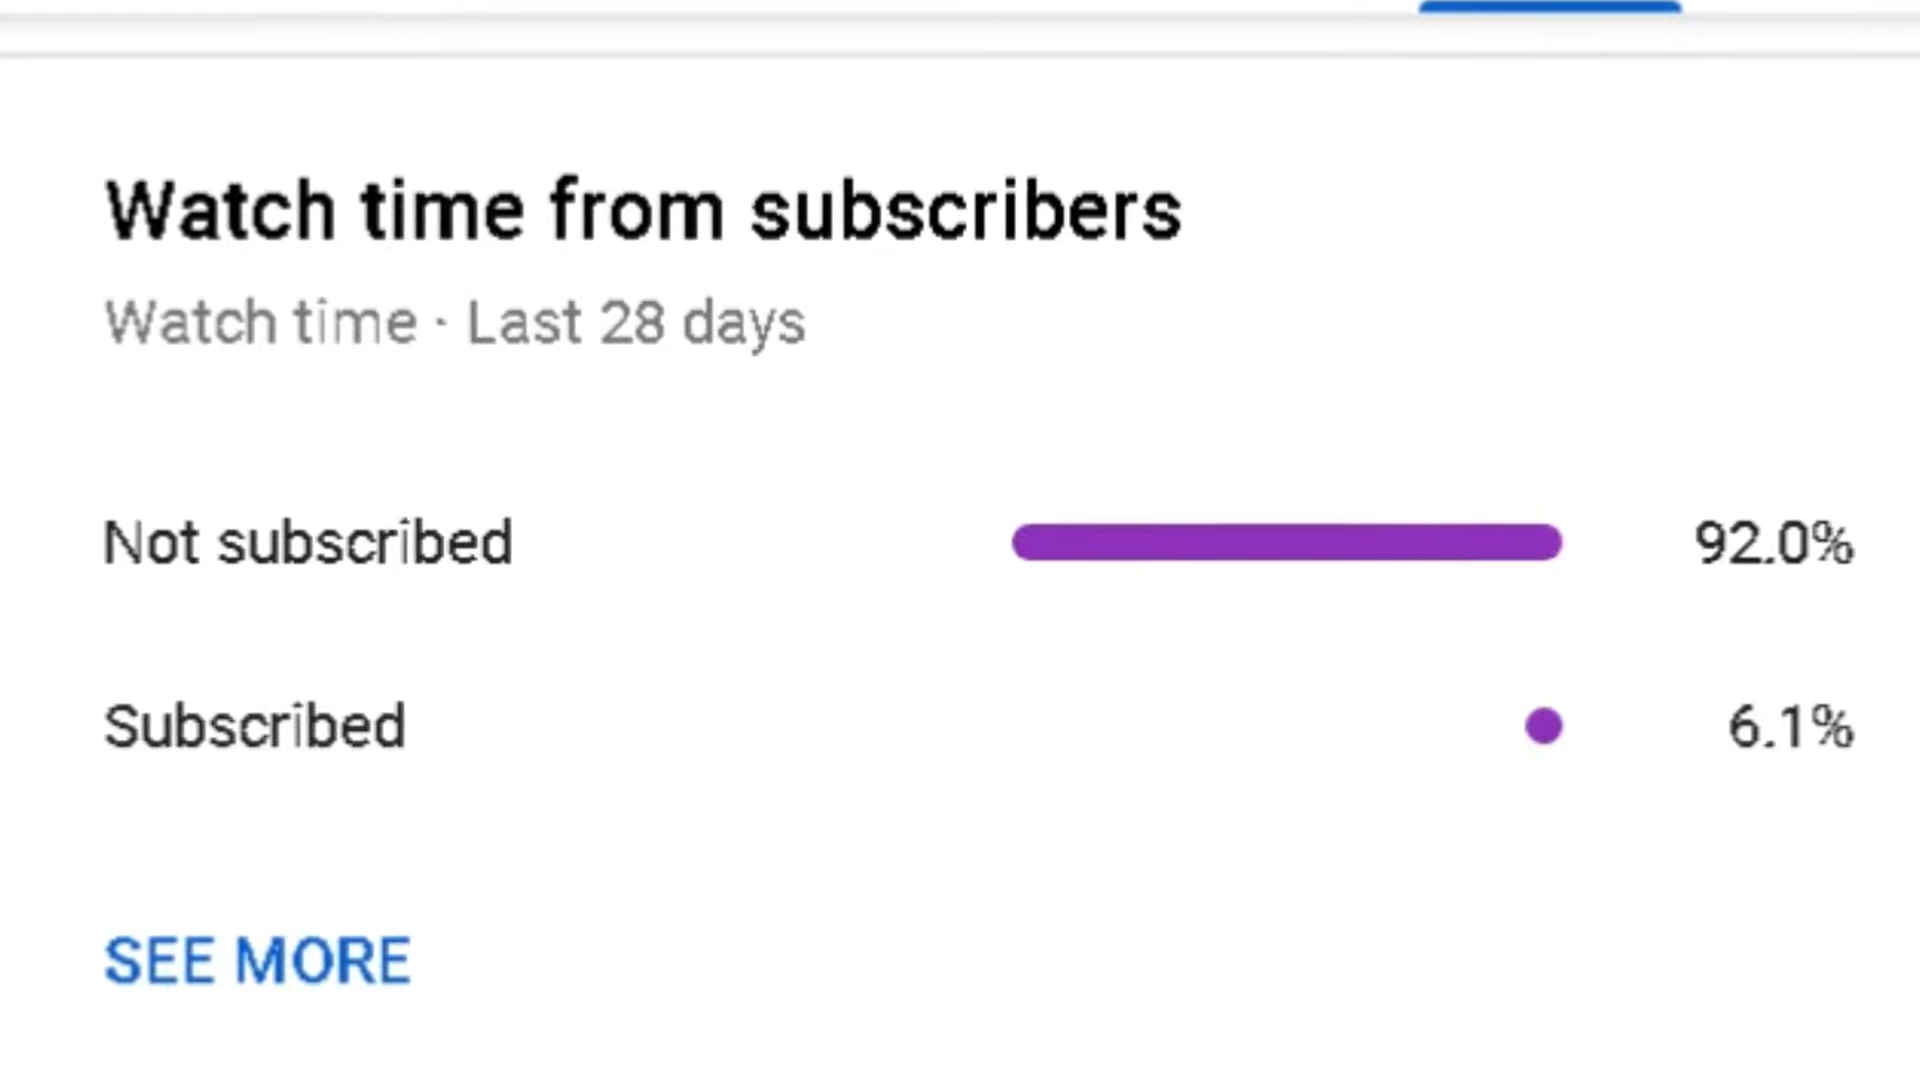 Watch time from subscribers
Watch time · Last 28 days
Not subscribed 92.0%
Subscribed 6.1%
SEE MORE